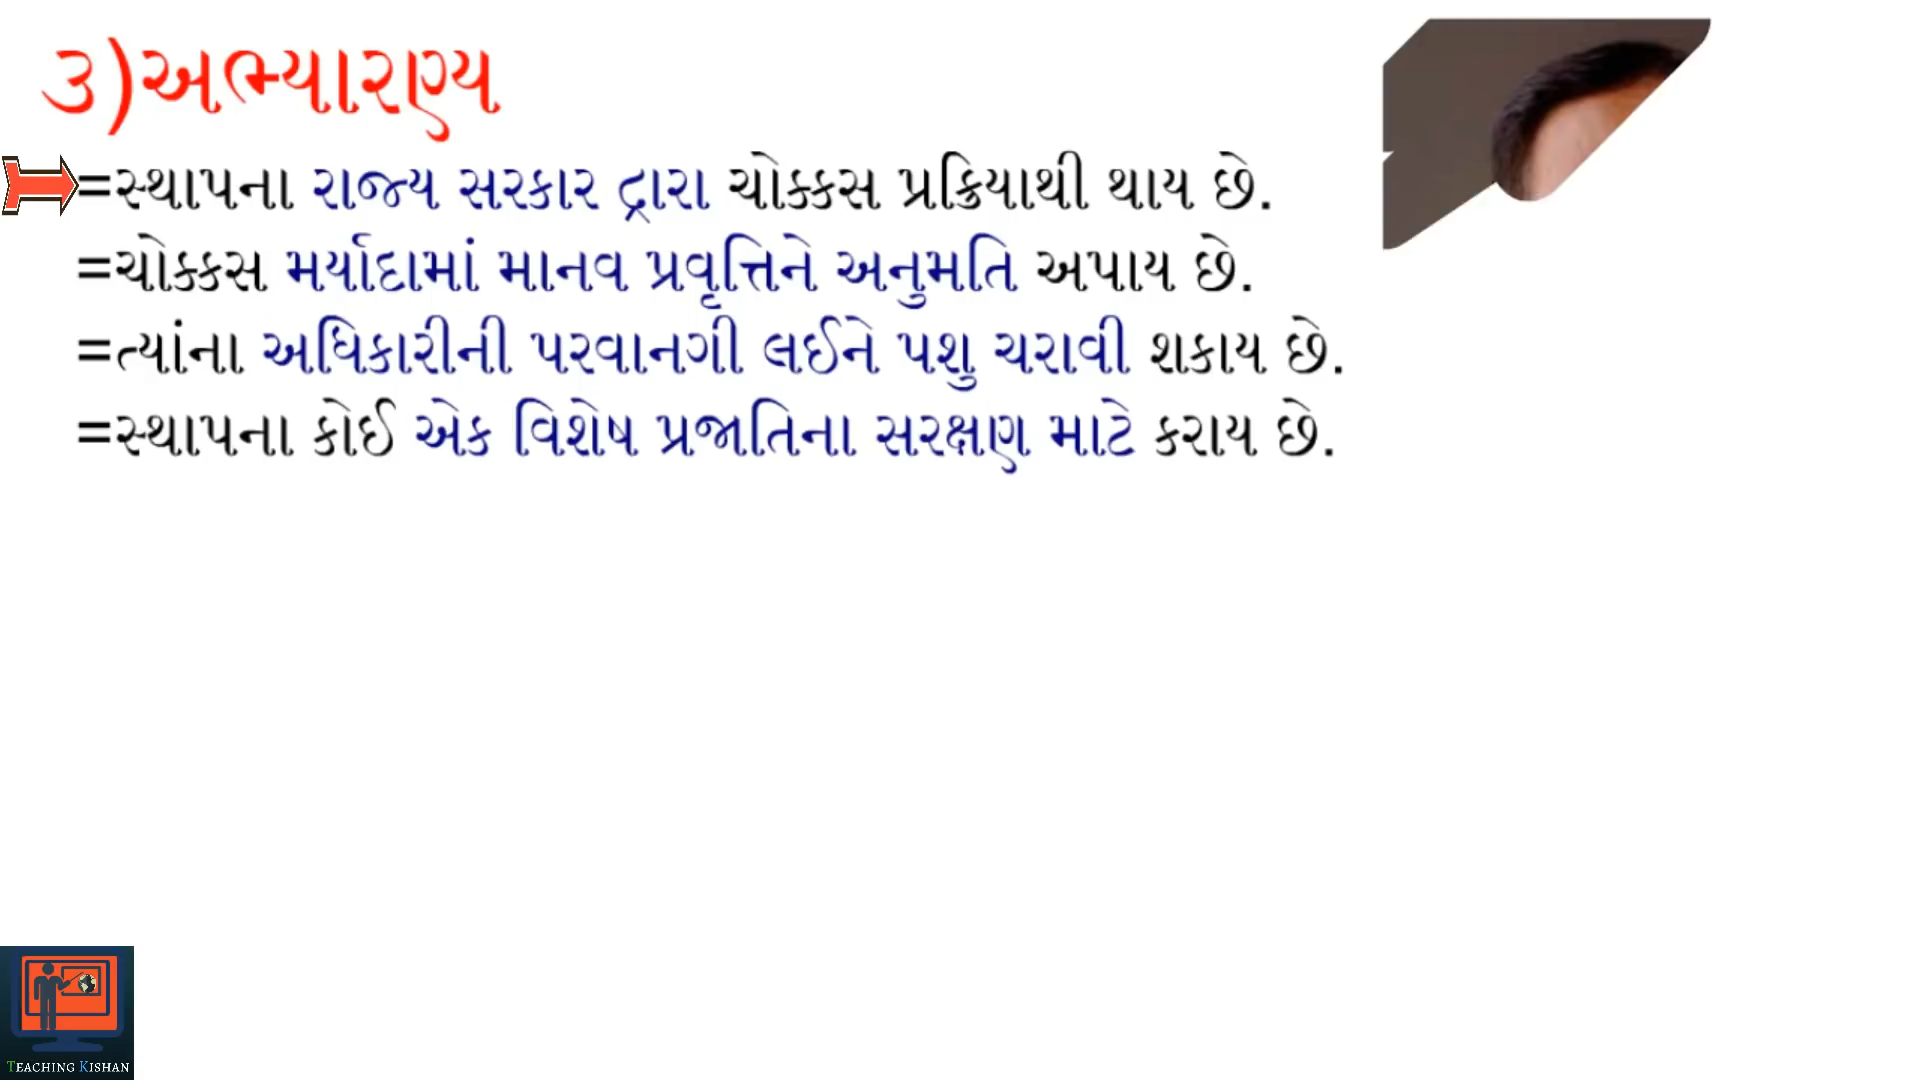 ૩)અભ્યારણ્ય
=સ્થાપના રાજ્ય સરકાર દ્રારા ચોક્કસ પ્રક્રિયાથી થાય છે.
=ચોક્કસ મર્યાદામાં માનવ પ્રવૃત્તિને અનુમતિ અપાય છે.
=ત્યાંના અધિકારીની પરવાનગી લઈને પશુ ચરાવી શકાય છે.
=સ્થાપના કોઈ એક વિશેષ પ્રજાતિના સરક્ષણ માટે કરાય છે.
TEACHING KISHAN